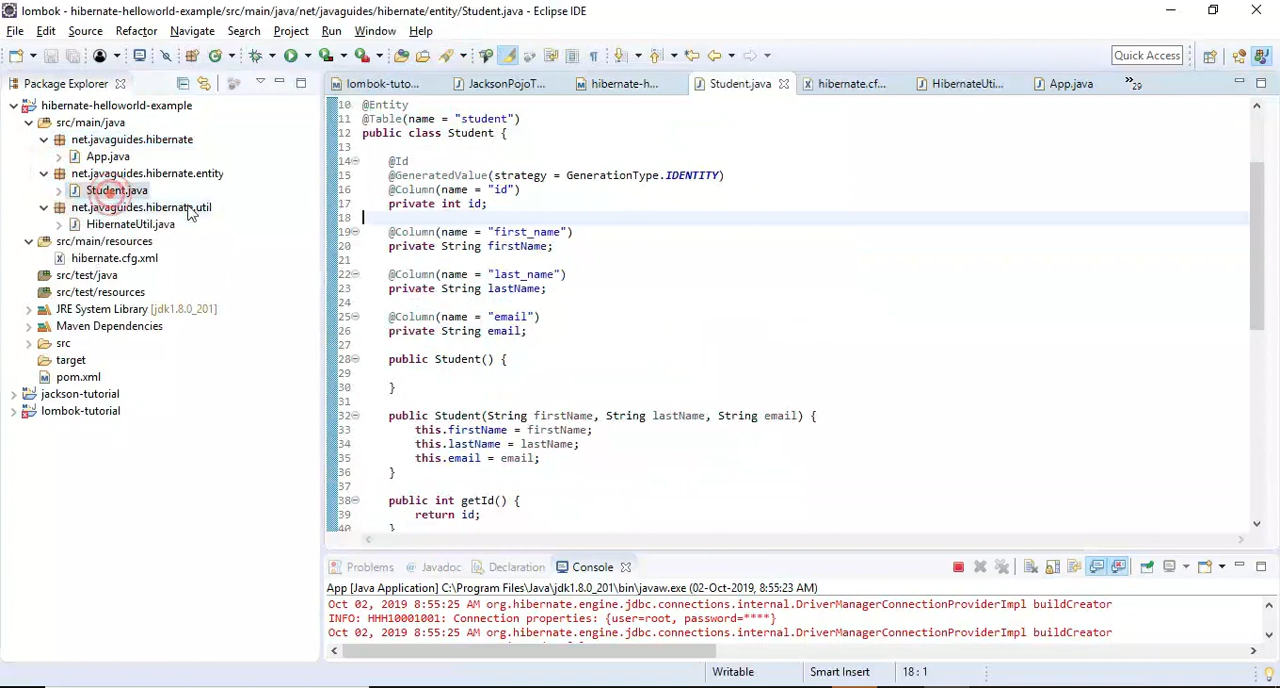 lombok - hibernate-helloworld-example/src/main/java/net/javaguides/hibernate/entity/Student.java - Eclipse IDE
File Edit Source Refactor Navigate Search Project Run Window Help
Quick Access
Package Explorer
hibernate-helloworld-example
src/main/java
net.javaguides.hibernate
App.java
net.javaguides.hibernate.entity
Student.java
net.javaguides.hibernate.util
HibernateUtil.java
src/main/resources
hibernate.cfg.xml
src/test/java
src/test/resources
JRE System Library [jdk1.8.0_201]
Maven Dependencies
src
target
pom.xml
jackson-tutorial
lombok-tutorial
lombok-tuto... JacksonPojoT... hibernate-h... Student.java hibernate.cf... HibernateUti... App.java »29
10 @Entity
11 @Table(name = "student")
12 public class Student {
13
14 @Id
15 @GeneratedValue(strategy = GenerationType.IDENTITY)
16 @Column(name = "id")
17 private int id;
18
19 @Column(name = "first_name")
20 private String firstName;
21
22 @Column(name = "last_name")
23 private String lastName;
24
25 @Column(name = "email")
26 private String email;
27
28 public Student() {
29
30 }
31
32 public Student(String firstName, String lastName, String email) {
33 this.firstName = firstName;
34 this.lastName = lastName;
35 this.email = email;
36 }
37
38 public int getId() {
39 return id;
40 }
Problems Javadoc Declaration Console
App [Java Application] C:\Program Files\Java\jdk1.8.0_201\bin\javaw.exe (02-Oct-2019, 8:55:23 AM)
Oct 02, 2019 8:55:25 AM org.hibernate.engine.jdbc.connections.internal.DriverManagerConnectionProviderImpl buildCreator
INFO: HHH10001001: Connection properties: {user=root, password=****}
Oct 02, 2019 8:55:25 AM org.hibernate.engine.jdbc.connections.internal.DriverManagerConnectionProviderImpl buildCreator
Writable Smart Insert 18 : 1